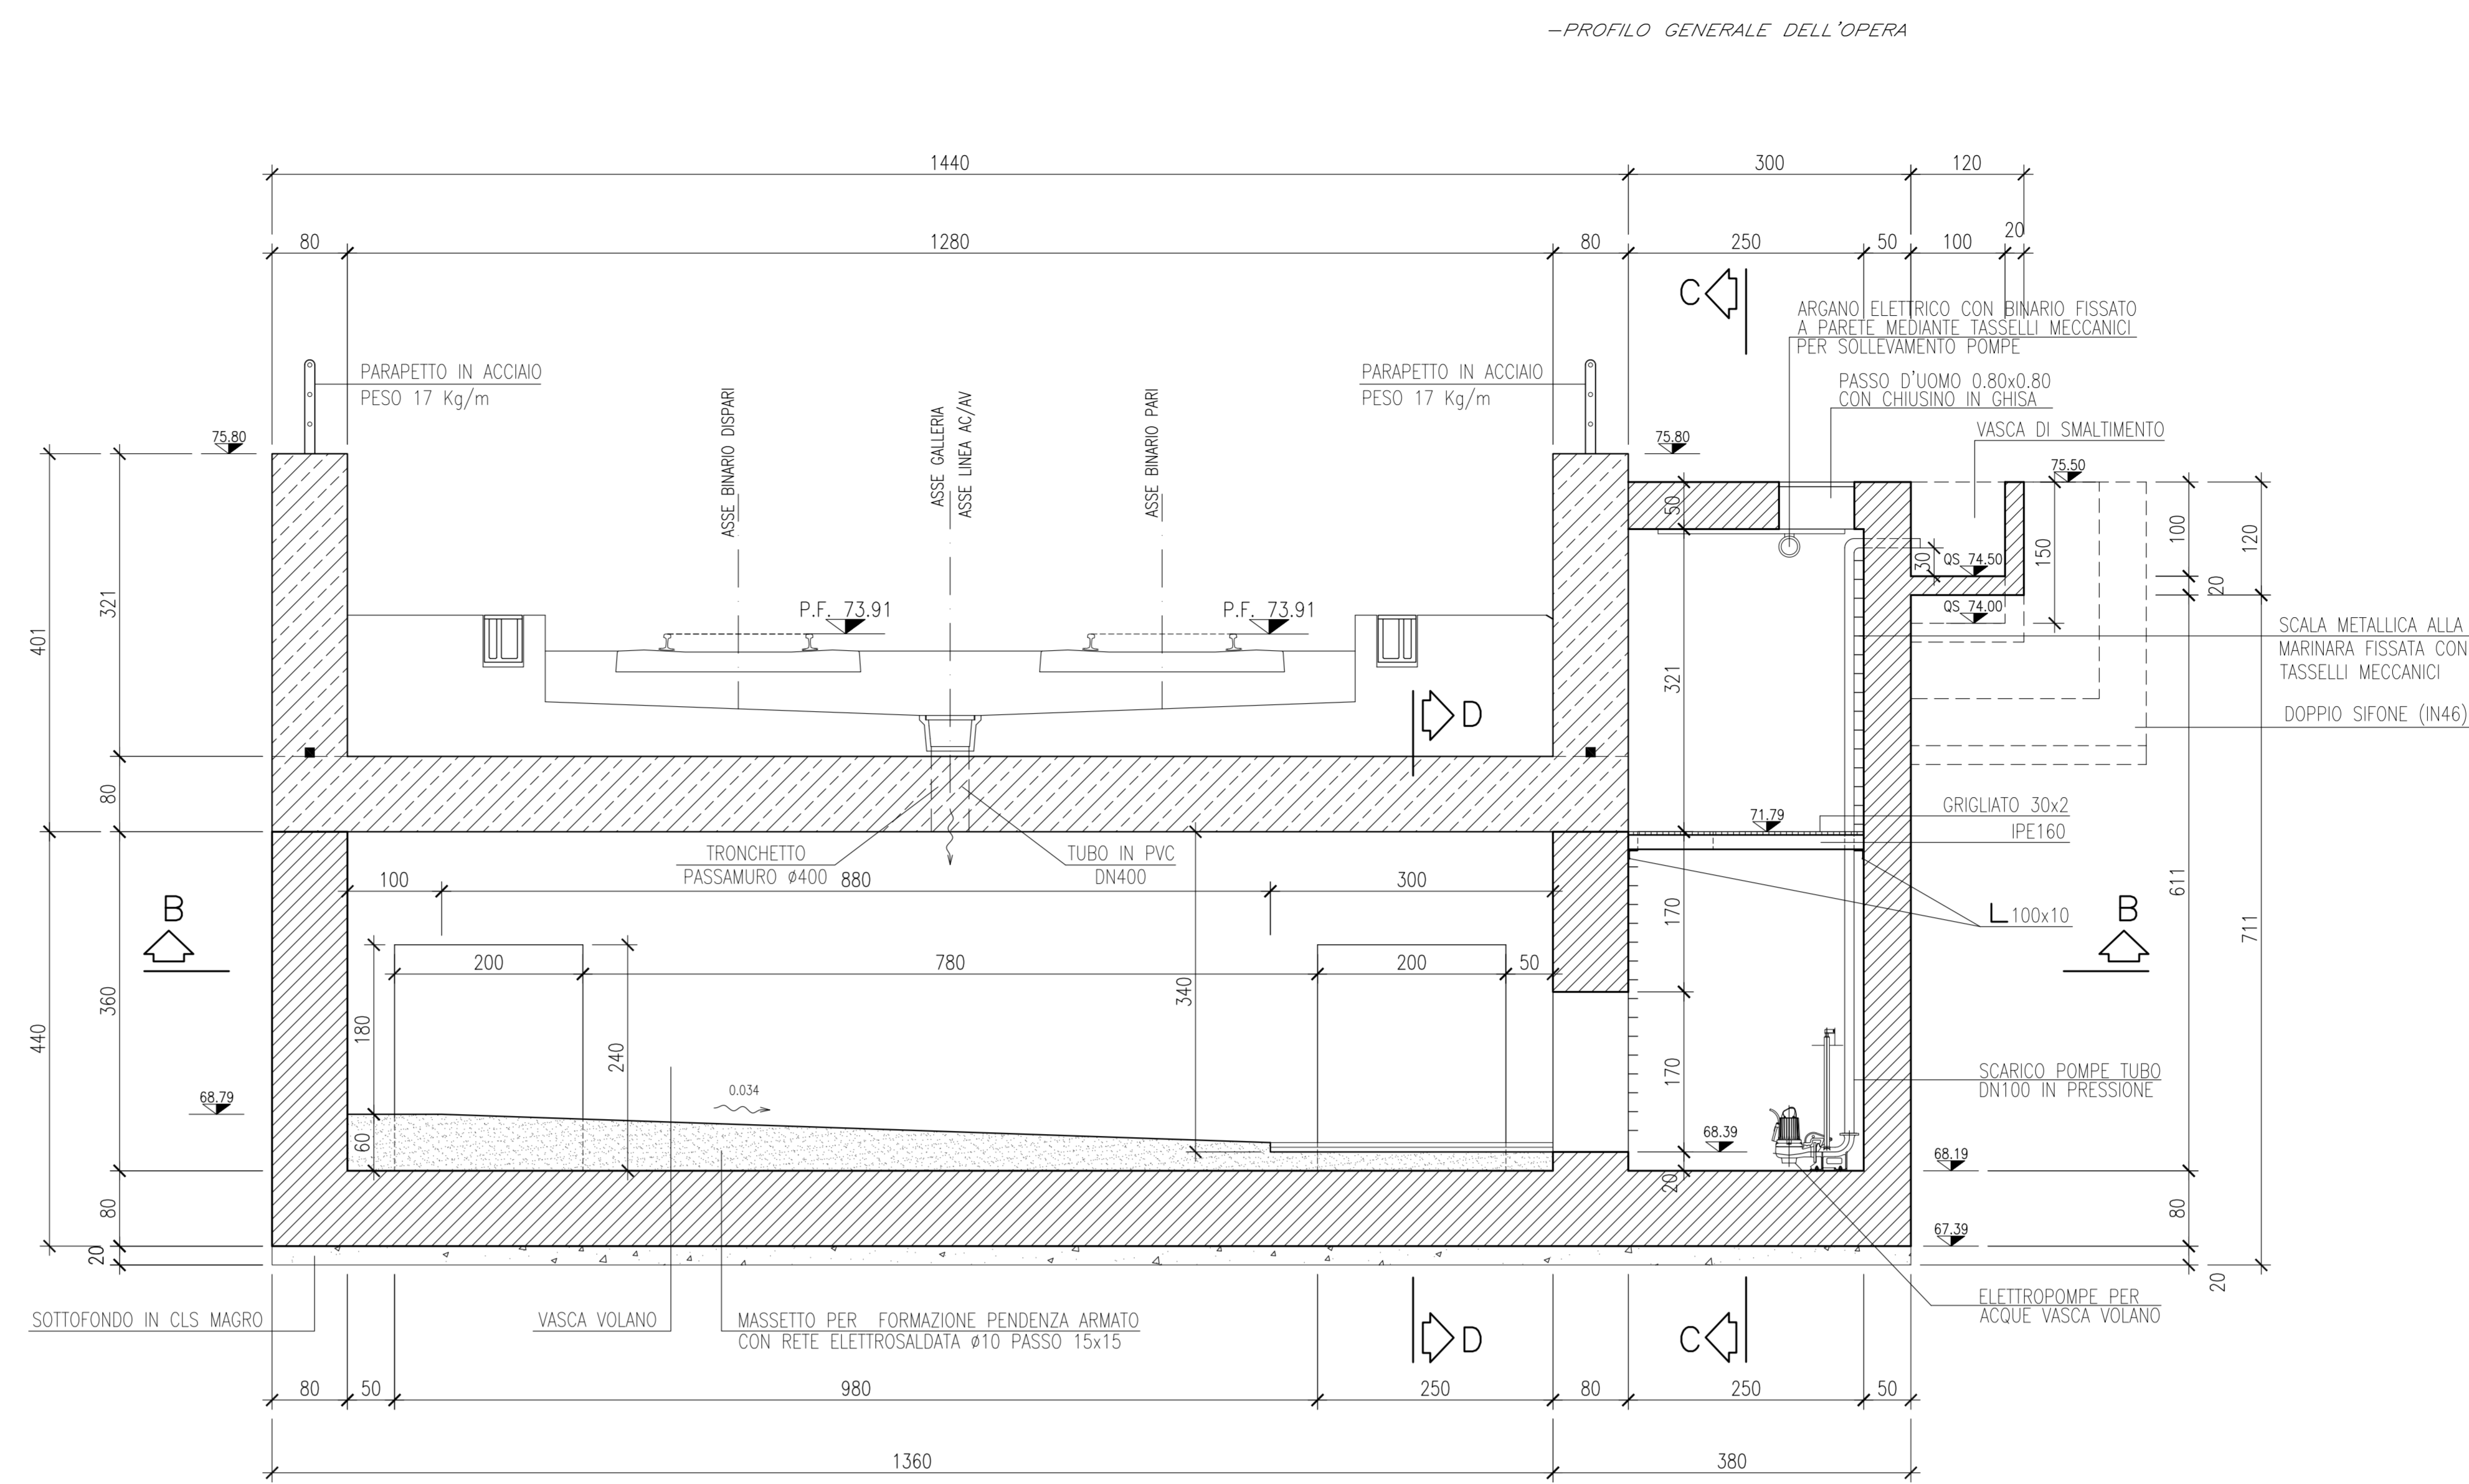 -PROFILO GENERALE DELL'OPERA
1440
300
120
80
1280
80
250
50
100
20
C
ARGANO ELETTRICO CON BINARIO FISSATO
A PARETE MEDIANTE TASSELLI MECCANICI
PER SOLLEVAMENTO POMPE
PARAPETTO IN ACCIAIO
PESO 17 Kg/m
PARAPETTO IN ACCIAIO
PESO 17 Kg/m
PASSO D'UOMO 0.80x0.80
CON CHIUSINO IN GHISA
VASCA DI SMALTIMENTO
ASSE BINARIO DISPARI
ASSE GALLERIA
ASSE LINEA AC/AV
ASSE BINARIO PARI
75.80
75.80
75.50
50
100
120
150
30
QS 74.50
20
QS 74.00
321
401
P.F. 73.91
P.F. 73.91
SCALA METALLICA ALLA
MARINARA FISSATA CON
TASSELLI MECCANICI
321
D
DOPPIO SIFONE (IN46)
80
71.79
GRIGLIATO 30x2
IPE160
TRONCHETTO
PASSAMURO ø400
TUBO IN PVC
DN400
100
880
300
170
611
B
L 100x10
B
711
200
780
200
50
340
360
440
180
240
170
0.034
SCARICO POMPE TUBO
DN100 IN PRESSIONE
68.79
60
68.39
68.19
20
80
80
67.39
20
20
SOTTOFONDO IN CLS MAGRO
VASCA VOLANO
MASSETTO PER FORMAZIONE PENDENZA ARMATO
CON RETE ELETTROSALDATA ø10 PASSO 15x15
D
C
ELETTROPOMPE PER
ACQUE VASCA VOLANO
80
50
980
250
80
250
50
1360
380